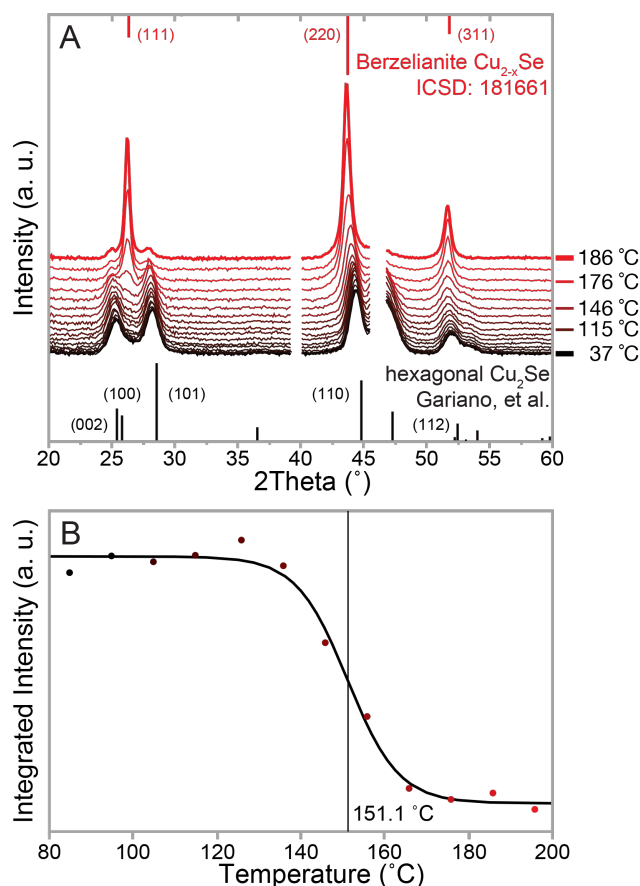 A
(111)
(220)
(311)
Berzelianite Cu2-xSe
ICSD: 181661
Intensity (a. u.)
186 ˚C
176 ˚C
146 ˚C
115 ˚C
37 ˚C
hexagonal Cu2Se
Gariano, et al.
(002)
(100)
(101)
(110)
(112)
20 25 30 35 40 45 50 55 60
2Theta (˚)
B
Integrated Intensity (a. u.)
151.1 ˚C
80 100 120 140 160 180 200
Temperature (˚C)